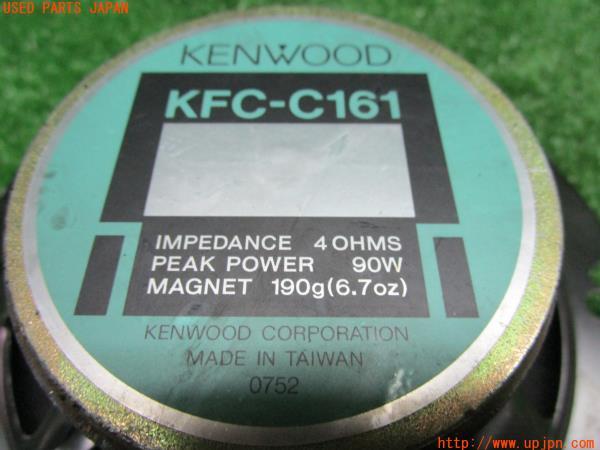 USED PARTS JAPAN
KENWOOD
KFC-C161
IMPEDANCE 4 OHMS
PEAK POWER 90W
MAGNET 190g(6.7oz)
KENWOOD CORPORATION
MADE IN TAIWAN
0752
http://www.upjpn.com/